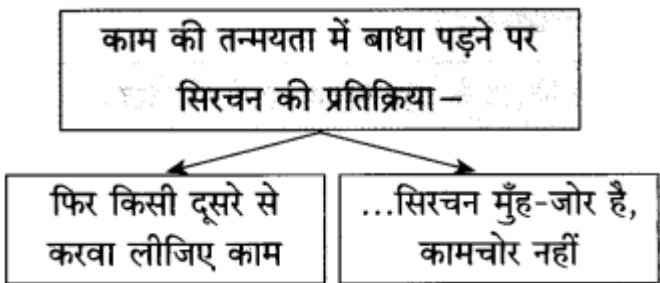 काम की तन्मयता में बाधा पड़ने पर
सिरचन की प्रतिक्रिया–
फिर किसी दूसरे से
करवा लीजिए काम
...सिरचन मुँह-जोर है,
कामचोर नहीं